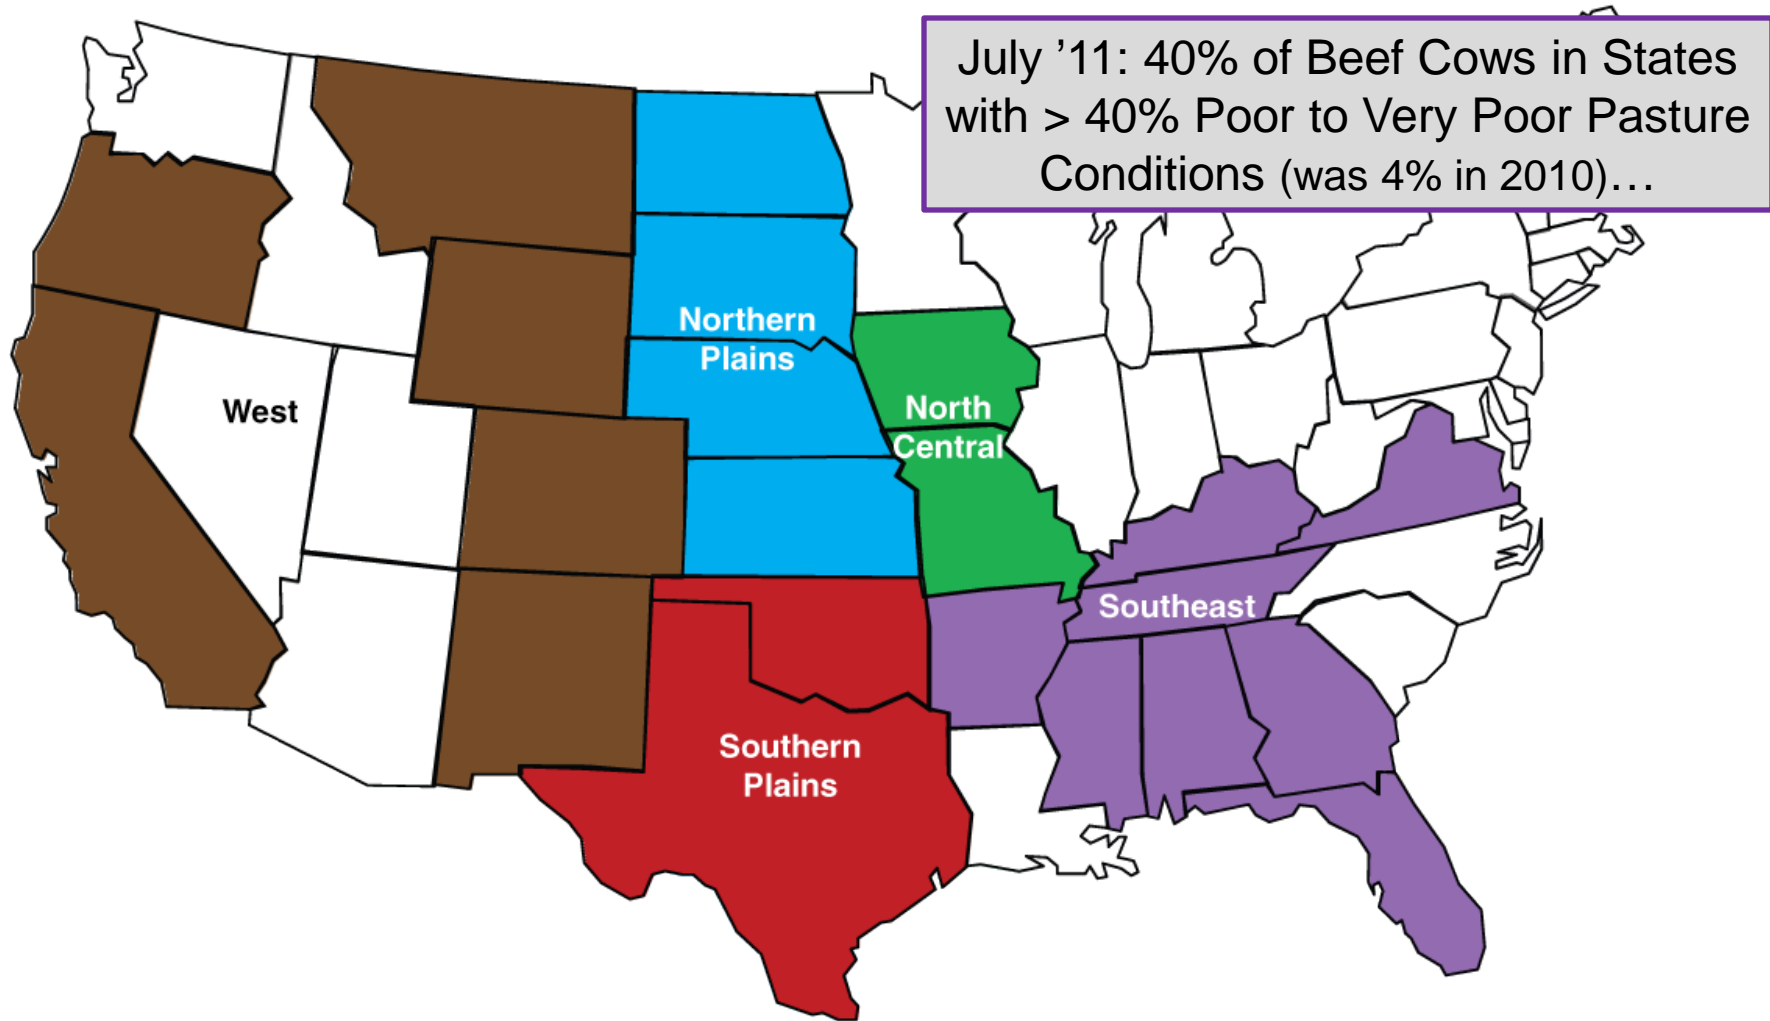 July ’11: 40% of Beef Cows in States
with > 40% Poor to Very Poor Pasture
Conditions (was 4% in 2010)…
Northern
Plains
West
North
Central
Southeast
Southern
Plains